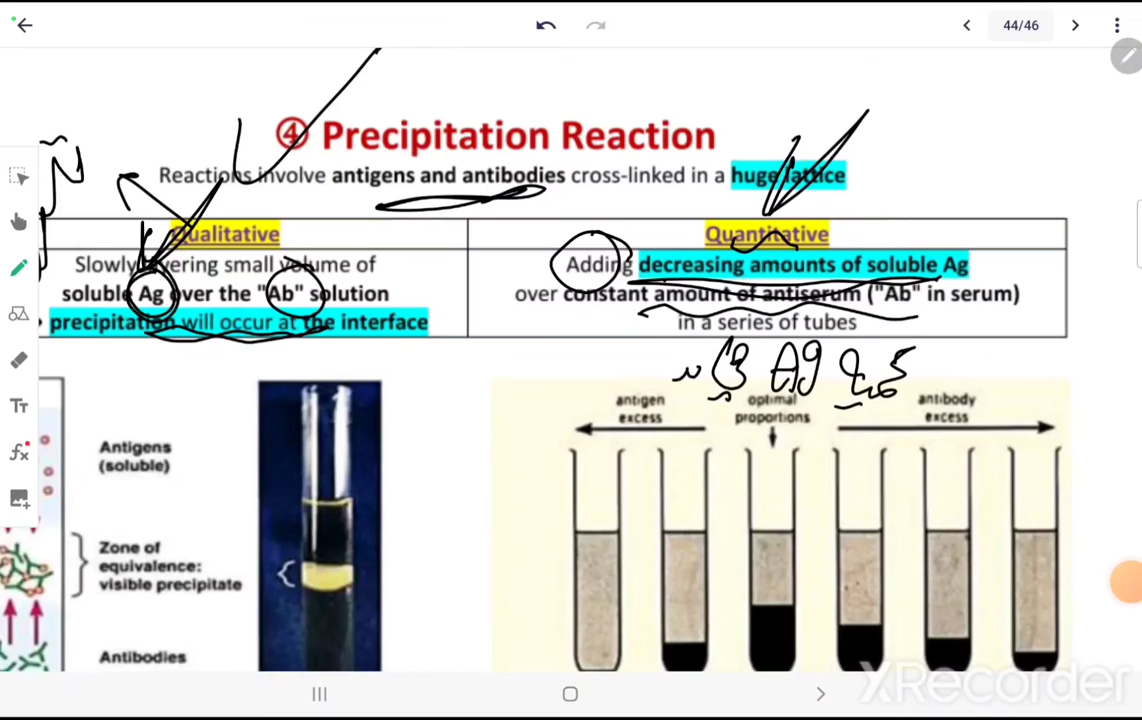 44/46
④ Precipitation Reaction
Reactions involve antigens and antibodies cross-linked in a huge lattice
Qualitative
Slowly layering small volume of
soluble Ag over the "Ab" solution
precipitation will occur at the interface
Quantitative
Adding decreasing amounts of soluble Ag
over constant amount of antiserum ("Ab" in serum)
in a series of tubes
Ag
Antigens
(soluble)
Zone of
equivalence:
visible precipitate
Antibodies
antigen
excess
optimal
proportions
antibody
excess
Tt
fx
XRecorder